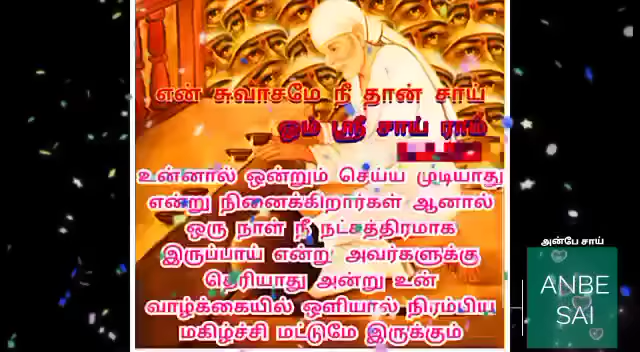 என் சுவாசமே நீ தான் சாய்
ஓம் ஸ்ரீ சாய் ராம்
உன்னால் ஒன்றும் செய்ய முடியாது
என்று நினைக்கிறார்கள் ஆனால்
ஒரு நாள் நீ நட்சத்திரமாக
இருப்பாய் என்று அவர்களுக்கு
தெரியாது அன்று உன்
வாழ்க்கையில் ஒளியால் நிரம்பிய
மகிழ்ச்சி மட்டுமே இருக்கும்
அன்பே சாய்
ANBE
SAI